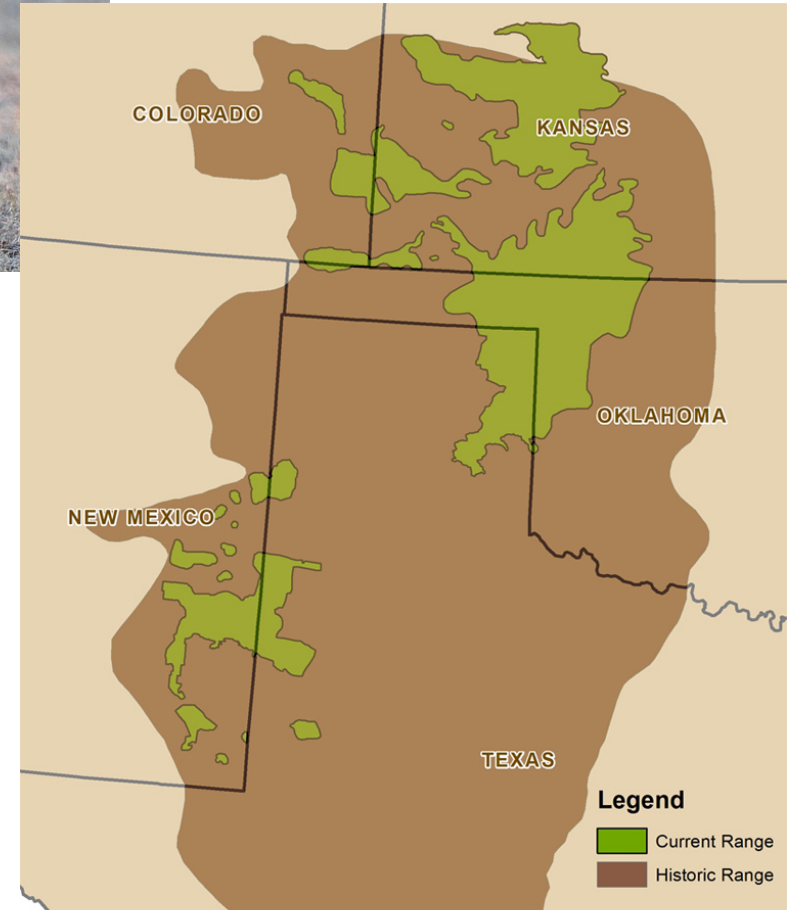 COLORADO
KANSAS
OKLAHOMA
NEW MEXICO
TEXAS
Legend
Current Range
Historic Range